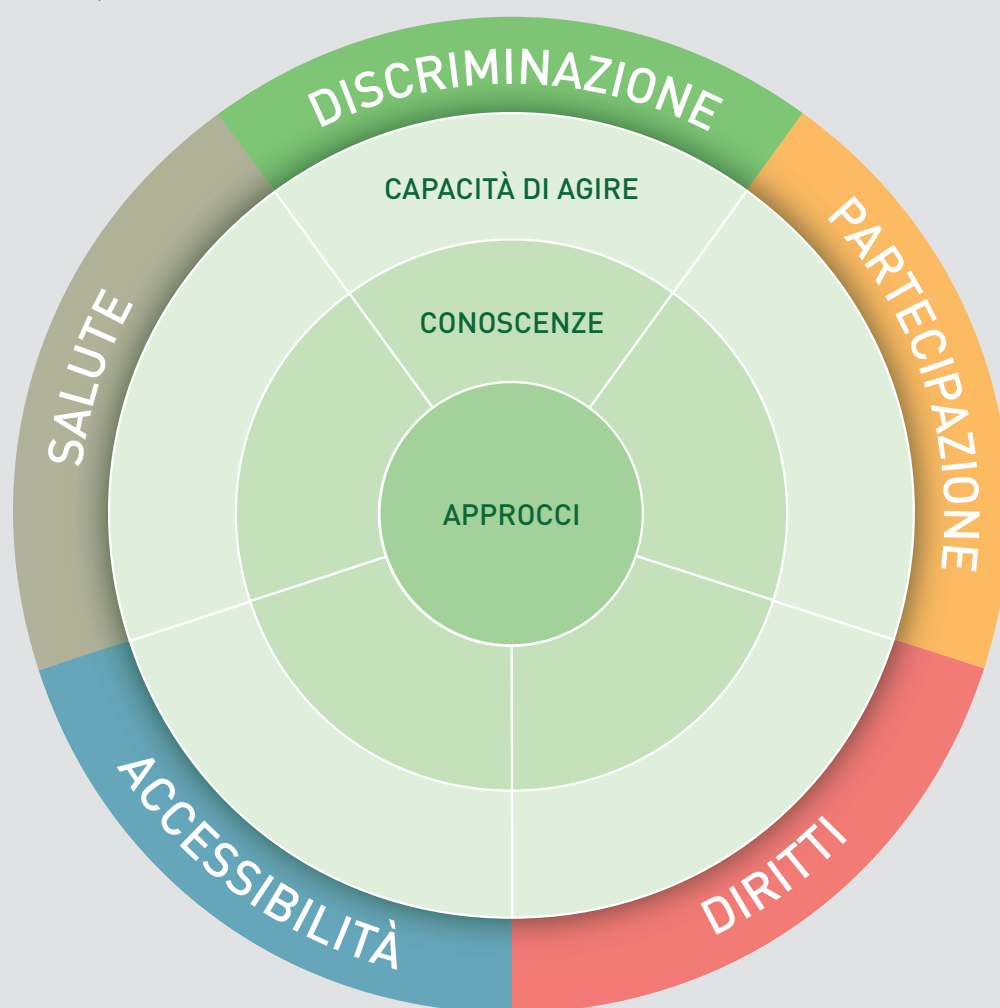 DISCRIMINAZIONE
CAPACITÀ DI AGIRE
PARTECIPAZIONE
SALUTE
CONOSCENZE
APPROCCI
ACCESSIBILITÀ
DIRITTI